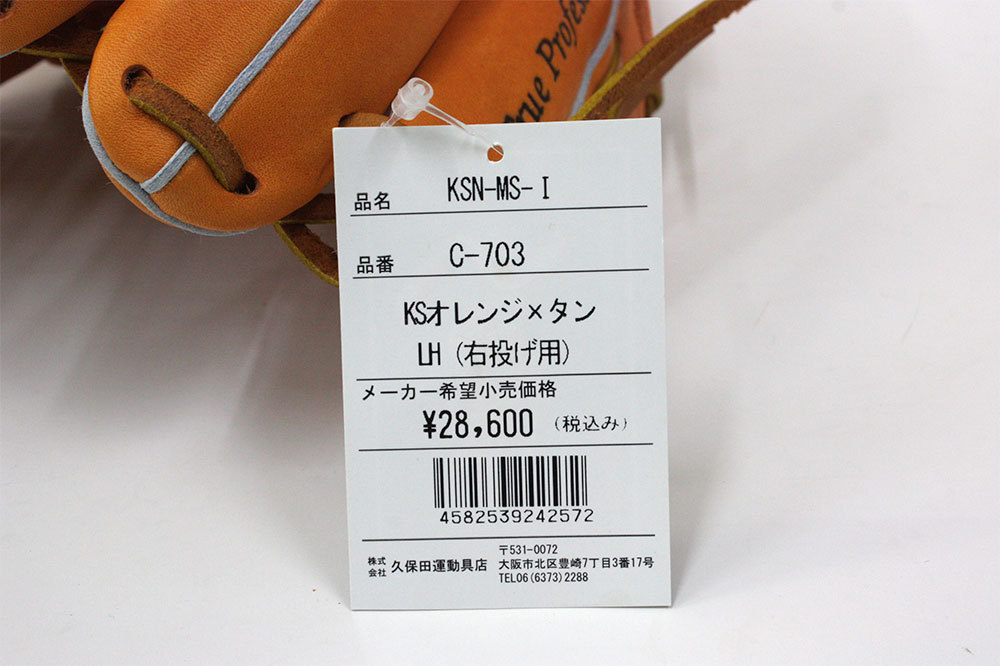 True Profess
品名 KSN-MS-I
品番 C-703
KSオレンジ×タン
LH (右投げ用)
メーカー希望小売価格
¥28,600 (税込み)
4582539242572
株式会社 久保田運動具店
〒531-0072
大阪市北区豊崎7丁目3番17号
TEL06(6373)2288